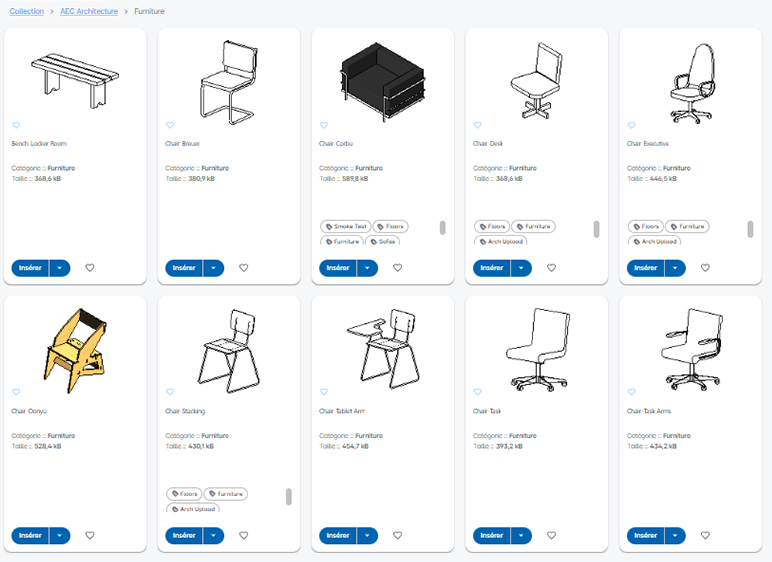 Collection > AEC Architecture > Furniture
Bench-Locker Room
Catégorie :: Furniture
Taille :: 368,6 kB
Insérer
Chair-Breuer
Catégorie :: Furniture
Taille :: 380,9 kB
Insérer
Chair-Corbu
Catégorie :: Furniture
Taille :: 589,8 kB
Smoke Test Floors
Furniture Sofas
Insérer
Chair-Desk
Catégorie :: Furniture
Taille :: 368,6 kB
Floors Furniture
Arch Upload
Insérer
Chair-Executive
Catégorie :: Furniture
Taille :: 446,5 kB
Floors Furniture
Arch Upload
Insérer
Chair-Oonyu
Catégorie :: Furniture
Taille :: 528,4 kB
Insérer
Chair-Stacking
Catégorie :: Furniture
Taille :: 430,1 kB
Floors Furniture
Arch Upload
Insérer
Chair-Tablet Arm
Catégorie :: Furniture
Taille :: 454,7 kB
Insérer
Chair-Task
Catégorie :: Furniture
Taille :: 393,2 kB
Insérer
Chair-Task Arms
Catégorie :: Furniture
Taille :: 434,2 kB
Insérer